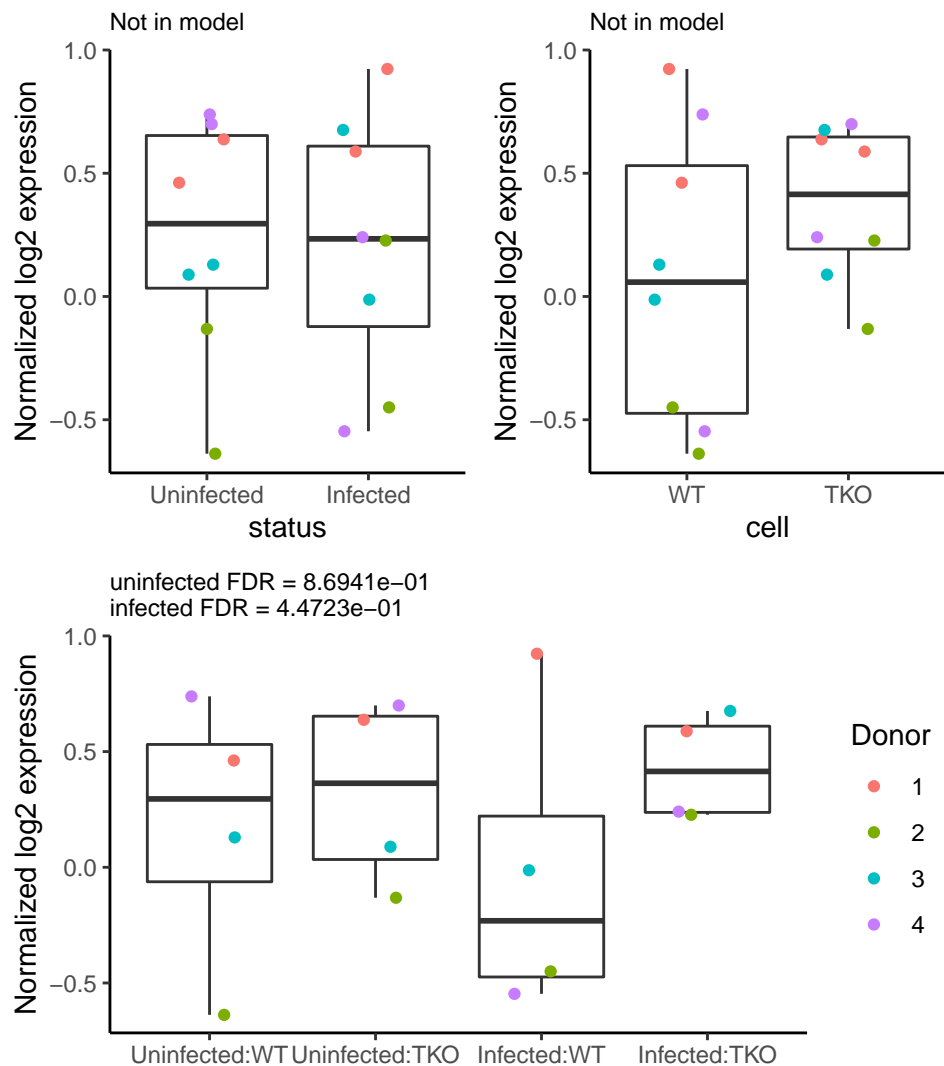 Not in model
1.0
0.5
0.0
−0.5
Normalized log2 expression
Uninfected Infected
status
Not in model
1.0
0.5
0.0
−0.5
Normalized log2 expression
WT TKO
cell
uninfected FDR = 8.6941e−01
infected FDR = 4.4723e−01
1.0
0.5
0.0
−0.5
Normalized log2 expression
Uninfected:WT Uninfected:TKO Infected:WT Infected:TKO
Donor
1
2
3
4